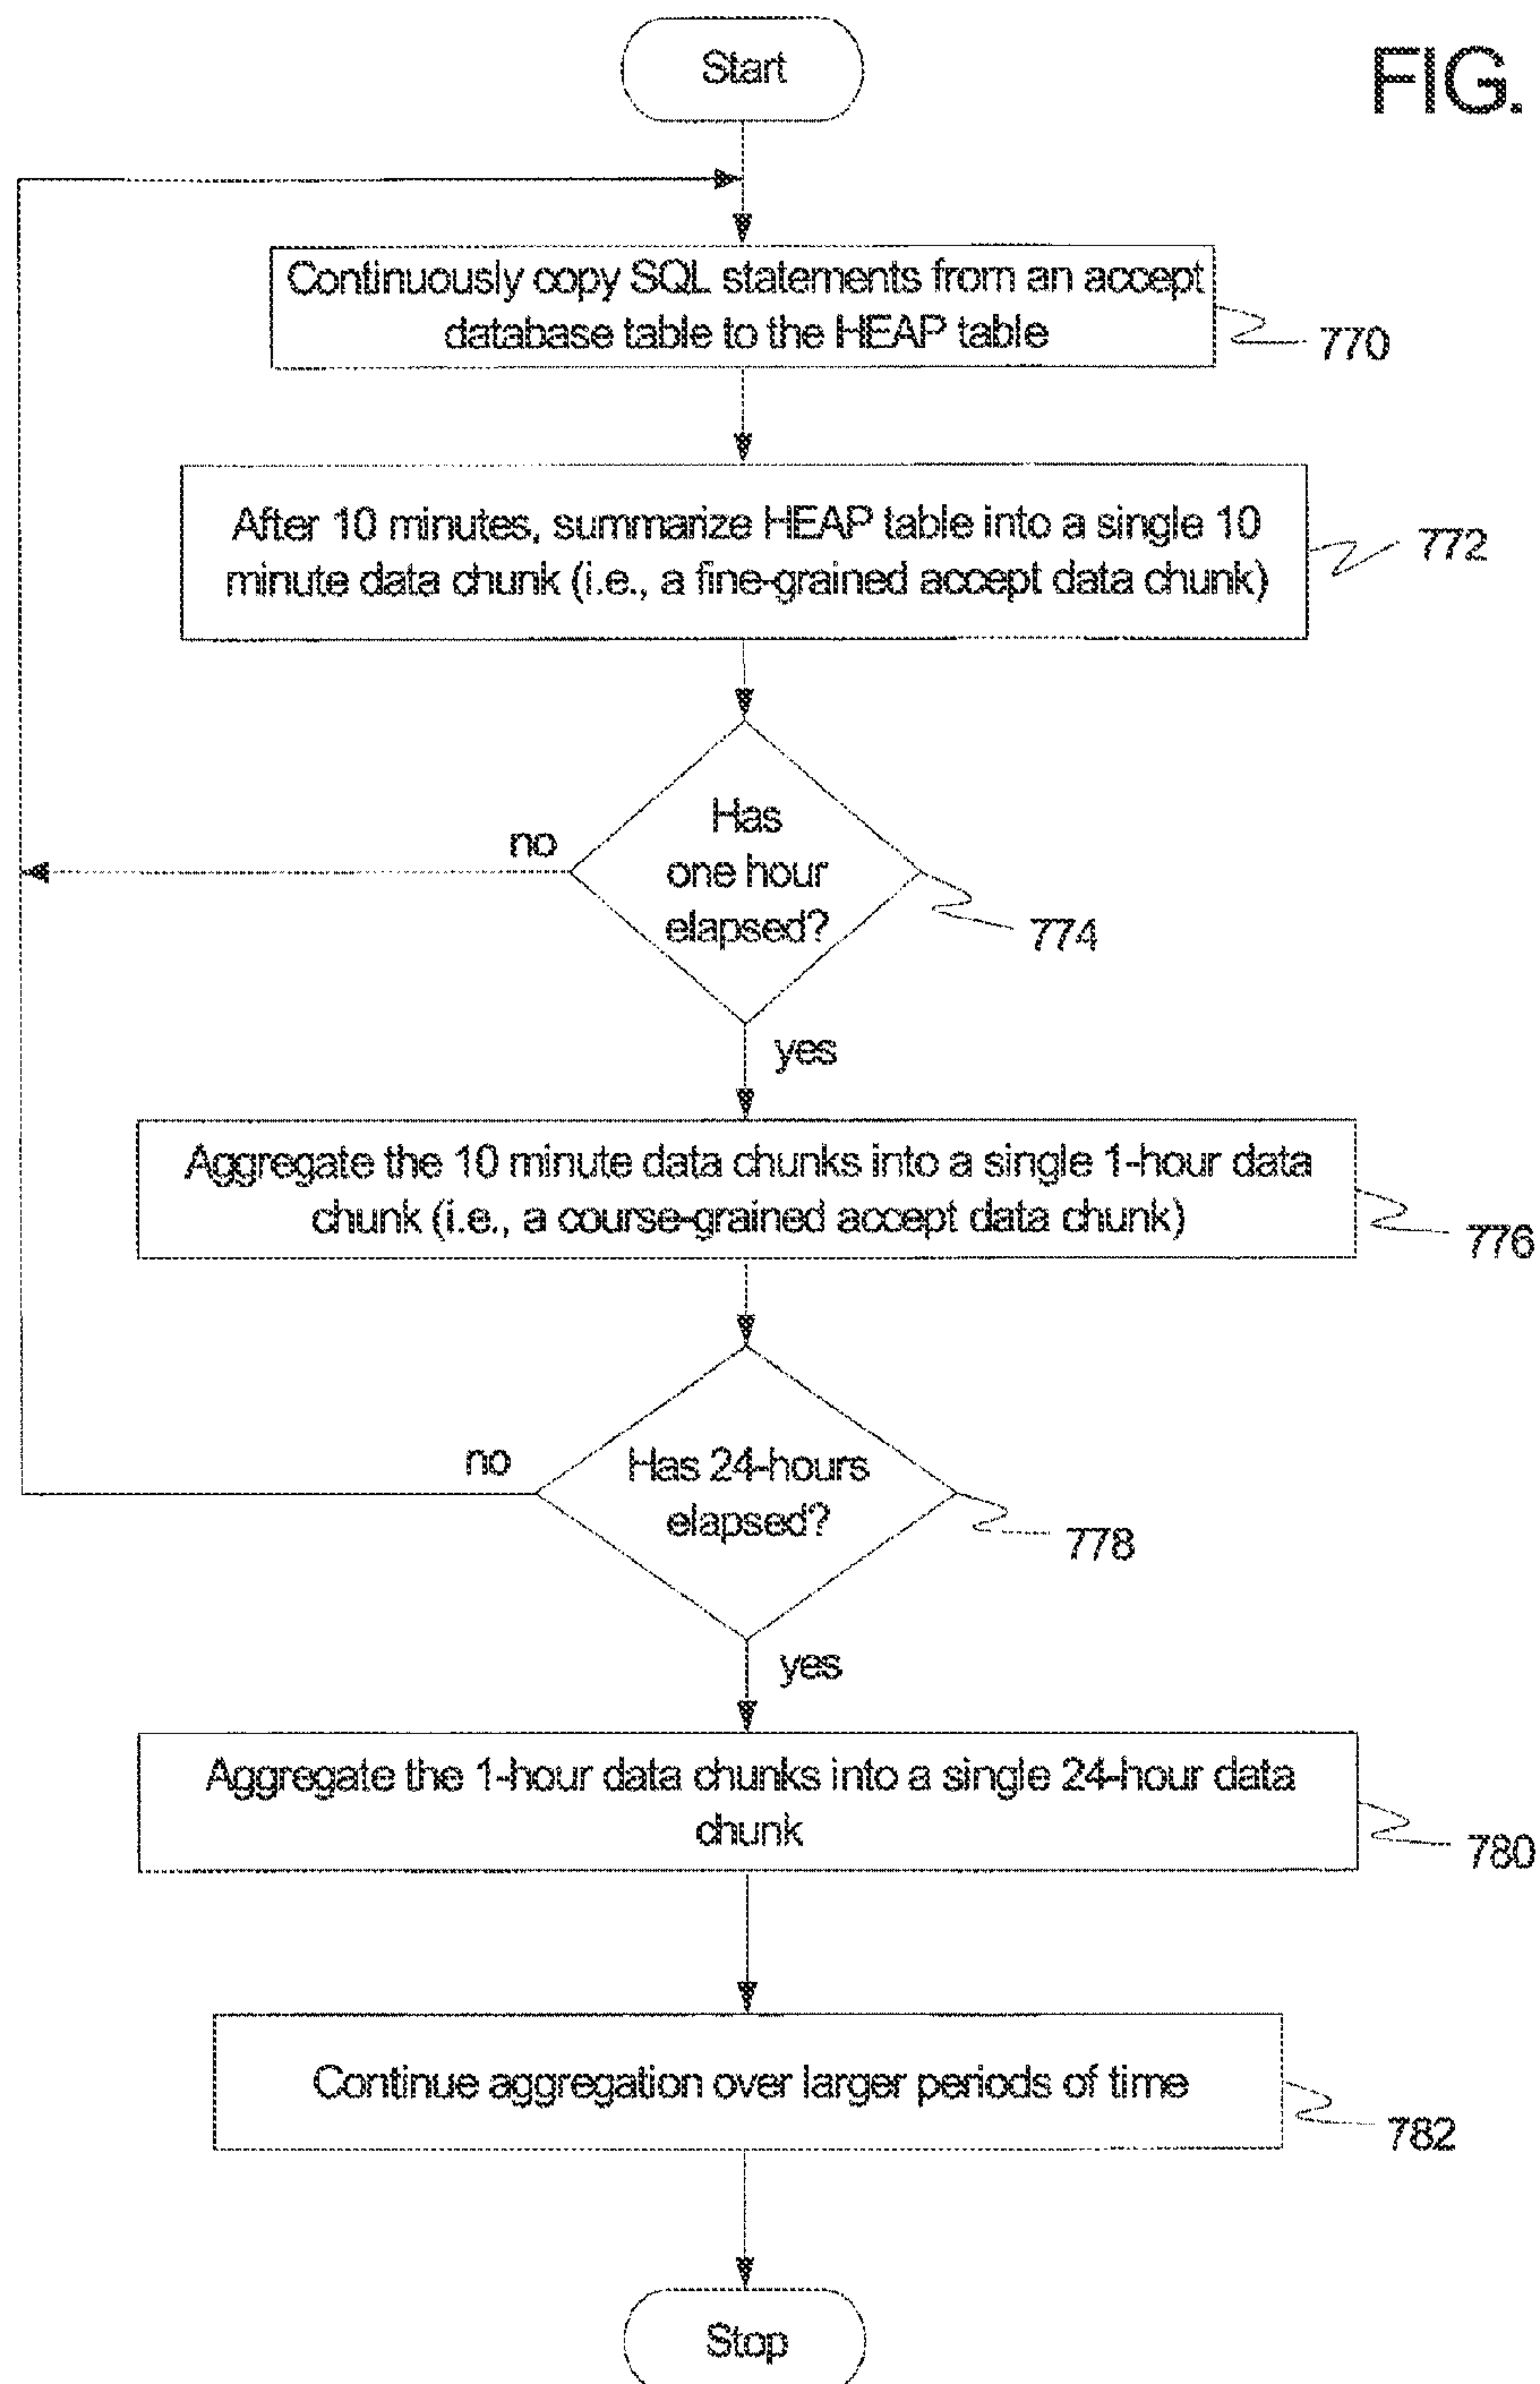 Start
FIG.
Continuously copy SQL statements from an accept
database table to the HEAP table
770
After 10 minutes, summarize HEAP table into a single 10
minute data chunk (i.e., a fine-grained accept data chunk)
772
Has
one hour
elapsed?
no
774
yes
Aggregate the 10 minute data chunks into a single 1-hour data
chunk (i.e., a course-grained accept data chunk)
776
Has 24-hours
elapsed?
no
778
yes
Aggregate the 1-hour data chunks into a single 24-hour data
chunk
780
Continue aggregation over larger periods of time
782
Stop